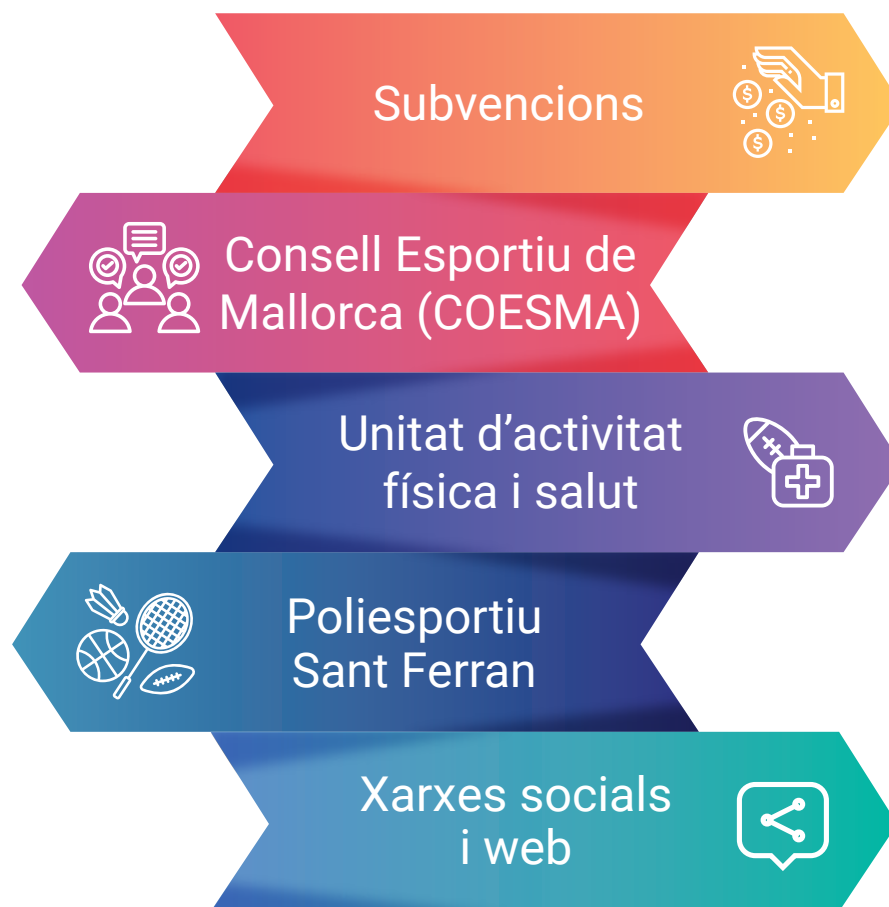 Subvencions
Consell Esportiu de
Mallorca (COESMA)
Unitat d’activitat
física i salut
Poliesportiu
Sant Ferran
Xarxes socials
i web